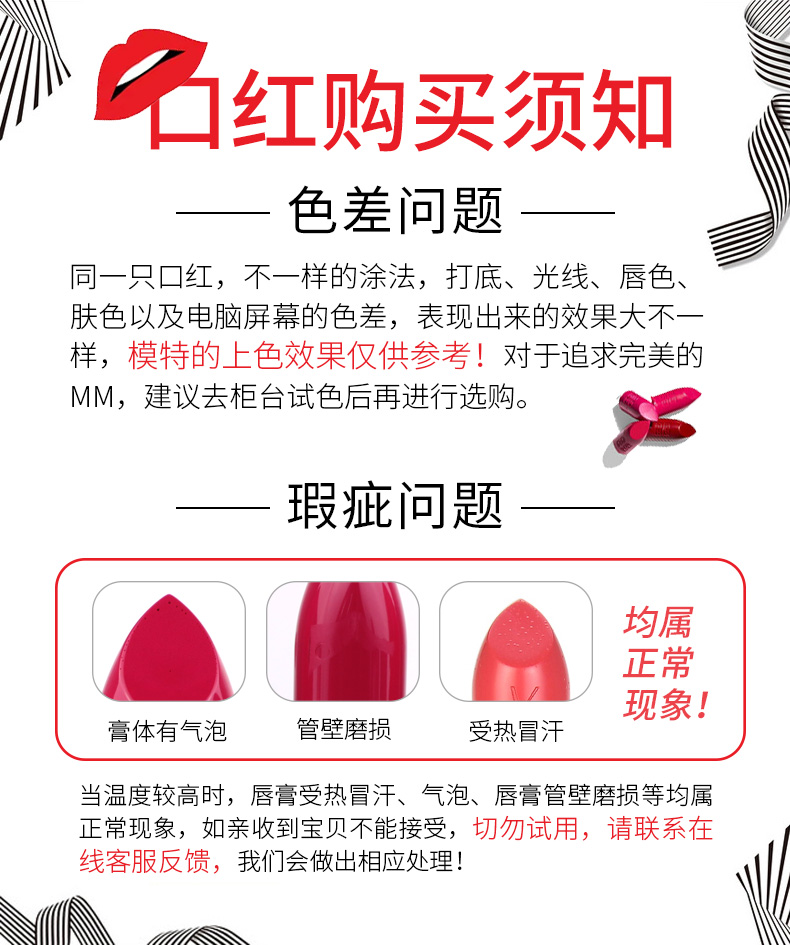 口红购买须知
色差问题
同一只口红，不一样的涂法，打底、光线、唇色、
肤色以及电脑屏幕的色差，表现出来的效果大不一
样，模特的上色效果仅供参考！对于追求完美的
MM，建议去柜台试色后再进行选购。
瑕疵问题
膏体有气泡
管壁磨损
受热冒汗
均属
正常
现象！
当温度较高时，唇膏受热冒汗、气泡、唇膏管壁磨损等均属
正常现象，如亲收到宝贝不能接受，切勿试用，请联系在
线客服反馈，我们会做出相应处理！